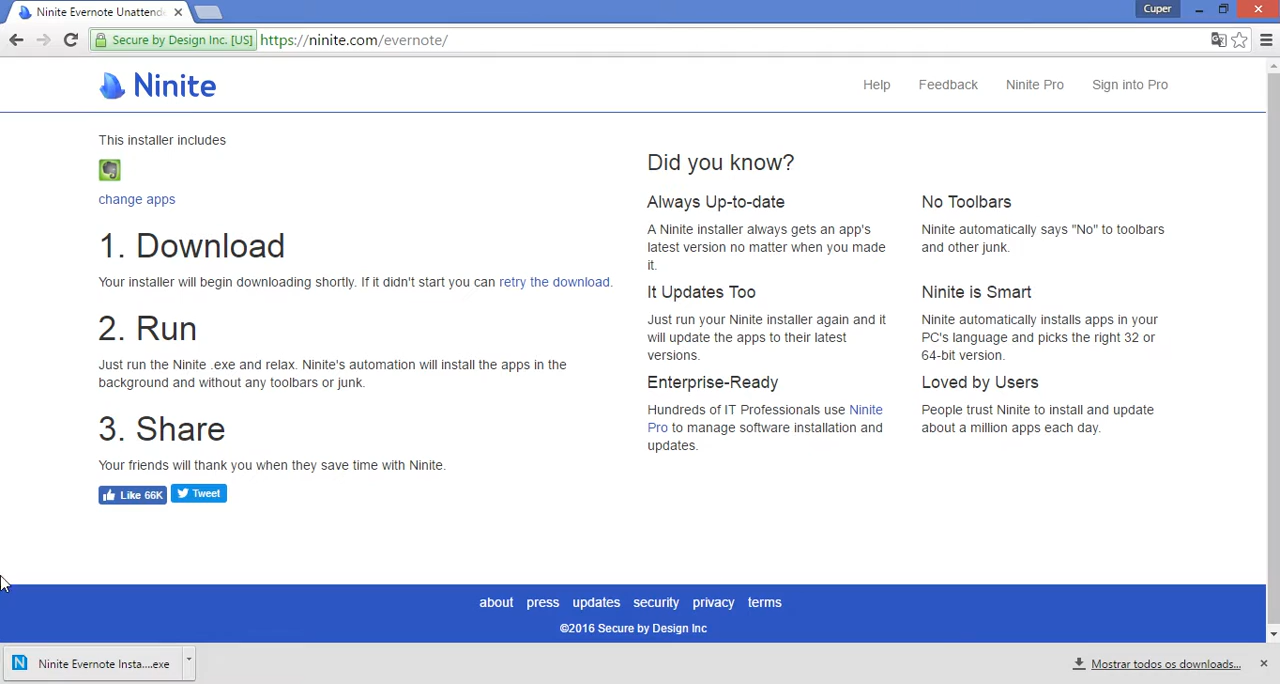 Ninite Evernote Unattend
Cuper
Secure by Design Inc. [US]
https://ninite.com/evernote/
Ninite
Help
Feedback
Ninite Pro
Sign into Pro
This installer includes
change apps
1. Download
Your installer will begin downloading shortly. If it didn't start you can retry the download.
2. Run
Just run the Ninite .exe and relax. Ninite's automation will install the apps in the
background and without any toolbars or junk.
3. Share
Your friends will thank you when they save time with Ninite.
Like 66K
Tweet
Did you know?
Always Up-to-date
A Ninite installer always gets an app's
latest version no matter when you made
it.
No Toolbars
Ninite automatically says "No" to toolbars
and other junk.
It Updates Too
Just run your Ninite installer again and it
will update the apps to their latest
versions.
Ninite is Smart
Ninite automatically installs apps in your
PC's language and picks the right 32 or
64-bit version.
Enterprise-Ready
Hundreds of IT Professionals use Ninite
Pro to manage software installation and
updates.
Loved by Users
People trust Ninite to install and update
about a million apps each day.
about press updates security privacy terms
©2016 Secure by Design Inc
N
Ninite Evernote Insta....exe
Mostrar todos os downloads...